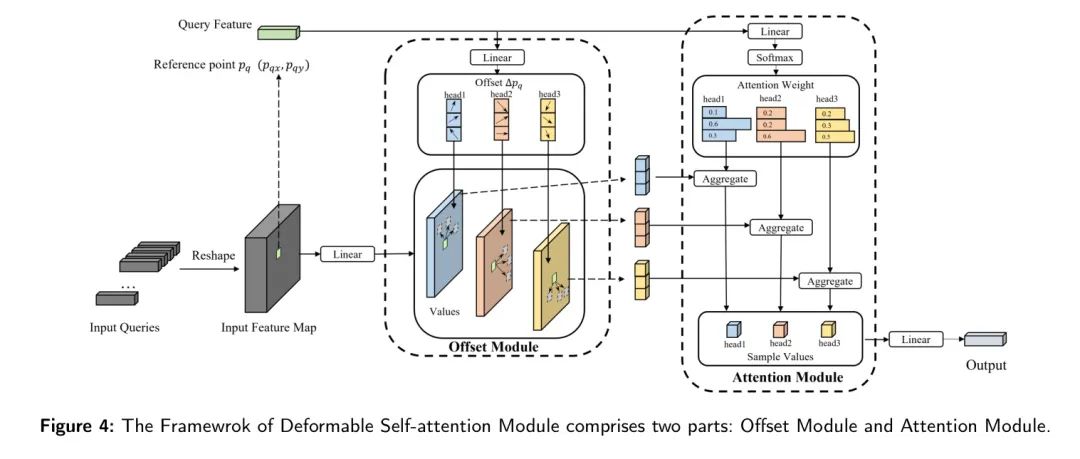 Query Feature
Reference point p_q (p_qx, p_qy)
Linear
Offset Δp_q
head1 head2 head3
Linear
Softmax
Attention Weight
head1 head2 head3
0.1 0.2 0.2
0.6 0.2 0.3
0.3 0.6 0.5
Aggregate
Aggregate
Aggregate
Reshape
Linear
...
Input Queries
Input Feature Map
Values
Offset Module
head1 head2 head3
Sample Values
Attention Module
Linear
Output
Figure 4: The Framewrok of Deformable Self-attention Module comprises two parts: Offset Module and Attention Module.